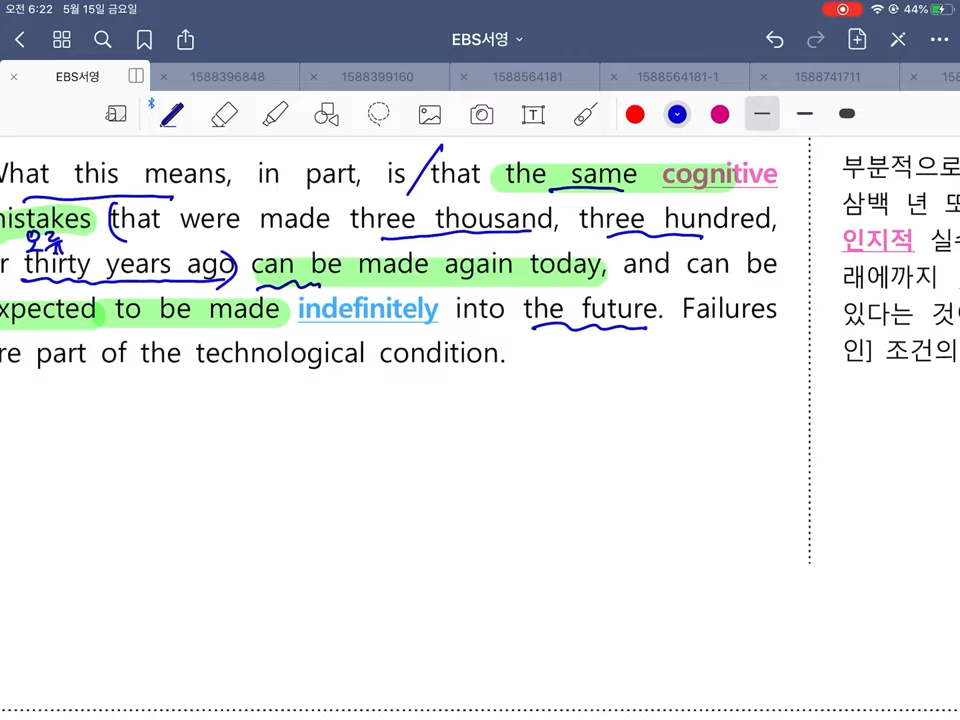 오전 6:22 5월 15일 금요일
44%
EBS서영
EBS서영
1588396848
1588399160
1588564181
1588564181-1
1588741711
What this means, in part, is that the same cognitive
mistakes that were made three thousand, three hundred,
오류
thirty years ago can be made again today, and can be
expected to be made indefinitely into the future. Failures
part of the technological condition.
부분적으로
삼백 년 또
인지적 실수
래에까지
있다는 것
인] 조건의